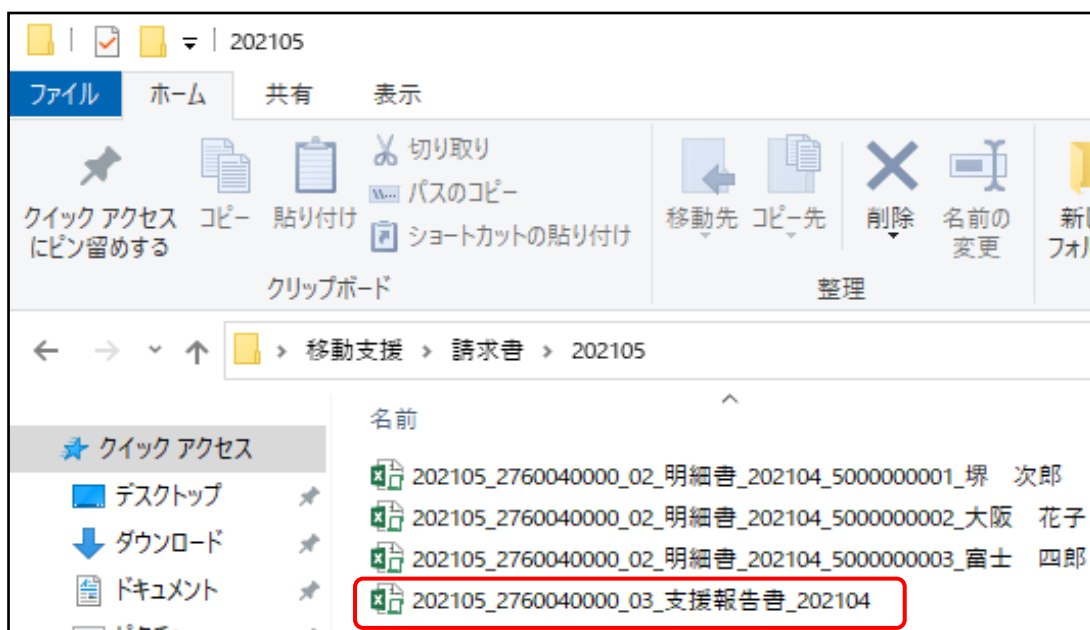 202105
ファイル ホーム 共有 表示
クイック アクセス
にピン留めする
コピー
貼り付け
切り取り
パスのコピー
ショートカットの貼り付け
クリップボード
移動先
コピー先
削除
名前の
変更
整理
移動支援 › 請求書 › 202105
名前
クイック アクセス
デスクトップ
ダウンロード
ドキュメント
202105_2760040000_02_明細書_202104_5000000001_堺　次郎
202105_2760040000_02_明細書_202104_5000000002_大阪　花子
202105_2760040000_02_明細書_202104_5000000003_富士　四郎
202105_2760040000_03_支援報告書_202104